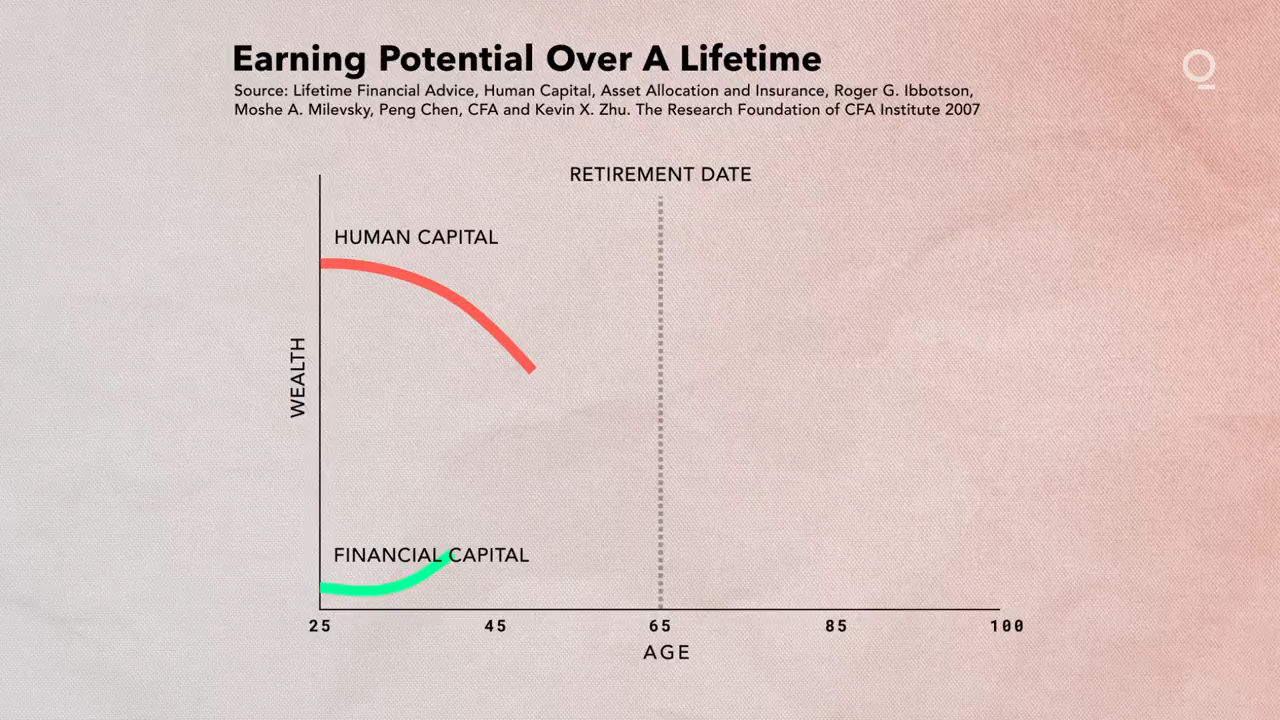 Earning Potential Over A Lifetime
Source: Lifetime Financial Advice, Human Capital, Asset Allocation and Insurance, Roger G. Ibbotson,
Moshe A. Milevsky, Peng Chen, CFA and Kevin X. Zhu. The Research Foundation of CFA Institute 2007
RETIREMENT DATE
HUMAN CAPITAL
WEALTH
FINANCIAL CAPITAL
25 45 65 85 100
AGE